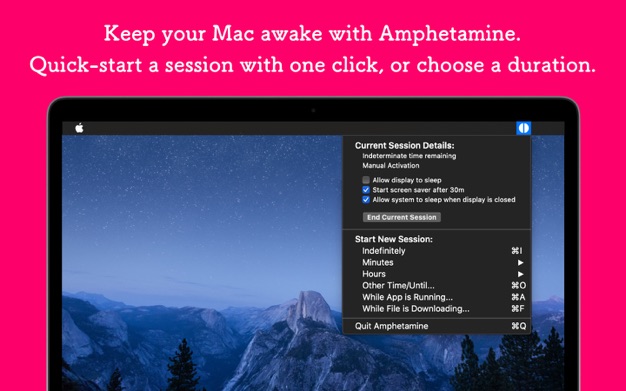 Keep your Mac awake with Amphetamine.
Quick-start a session with one click, or choose a duration.
Current Session Details:
Indeterminate time remaining
Manual Activation
Allow display to sleep
Start screen saver after 30m
Allow system to sleep when display is closed
End Current Session
Start New Session:
Indefinitely ⌘I
Minutes ▶
Hours ▶
Other Time/Until... ⌘O
While App is Running... ⌘A
While File is Downloading... ⌘F
Quit Amphetamine ⌘Q